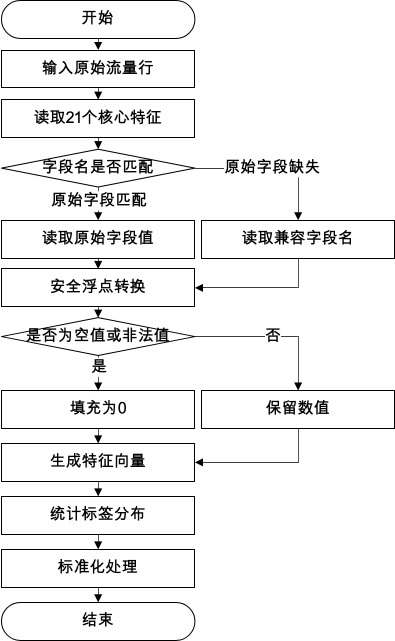 开始
输入原始流量行
读取21个核心特征
字段名是否匹配
原始字段缺失
原始字段匹配
读取原始字段值
读取兼容字段名
安全浮点转换
是否为空值或非法值
否
是
填充为0
保留数值
生成特征向量
统计标签分布
标准化处理
结束